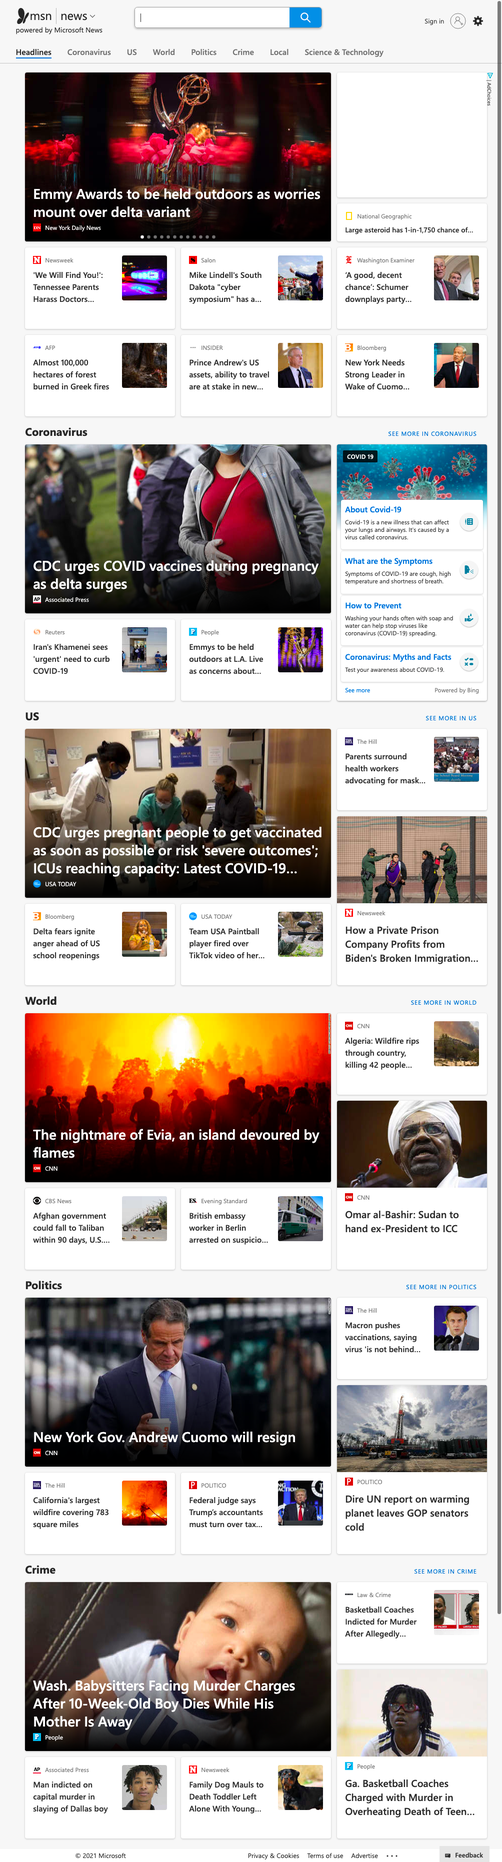 msn news
powered by Microsoft News
Sign in
Headlines
Coronavirus
US
World
Politics
Crime
Local
Science & Technology
AdChoices
Emmy Awards to be held outdoors as worries
mount over delta variant
New York Daily News
National Geographic
Large asteroid has 1-in-1,750 chance of...
Newsweek
'We Will Find You!':
Tennessee Parents
Harass Doctors...
Salon
Mike Lindell's South
Dakota "cyber
symposium" has a...
Washington Examiner
'A good, decent
chance': Schumer
downplays party...
AFP
Almost 100,000
hectares of forest
burned in Greek fires
INSIDER
Prince Andrew's US
assets, ability to travel
are at stake in new...
Bloomberg
New York Needs
Strong Leader in
Wake of Cuomo...
Coronavirus
SEE MORE IN CORONAVIRUS
CDC urges COVID vaccines during pregnancy
as delta surges
AP Associated Press
COVID 19
About Covid-19
Covid-19 is a new illness that can affect
your lungs and airways. It's caused by a
virus called coronavirus.
What are the Symptoms
Symptoms of COVID-19 are cough, high
temperature and shortness of breath.
How to Prevent
Washing your hands often with soap and
water can help stop viruses like
coronavirus (COVID-19) spreading.
Coronavirus: Myths and Facts
Test your awareness about COVID-19.
See more
Powered by Bing
Reuters
Iran's Khamenei sees
'urgent' need to curb
COVID-19
People
Emmys to be held
outdoors at L.A. Live
as concerns about...
US
SEE MORE IN US
CDC urges pregnant people to get vaccinated
as soon as possible or risk 'severe outcomes';
ICUs reaching capacity: Latest COVID-19...
USA TODAY
The Hill
Parents surround
health workers
advocating for mask...
Newsweek
How a Private Prison
Company Profits from
Biden's Broken Immigration...
Bloomberg
Delta fears ignite
anger ahead of US
school reopenings
USA TODAY
Team USA Paintball
player fired over
TikTok video of her...
World
SEE MORE IN WORLD
The nightmare of Evia, an island devoured by
flames
CNN
CNN
Algeria: Wildfire rips
through country,
killing 42 people...
CNN
Omar al-Bashir: Sudan to
hand ex-President to ICC
CBS News
Afghan government
could fall to Taliban
within 90 days, U.S....
ES Evening Standard
British embassy
worker in Berlin
arrested on suspicio...
Politics
SEE MORE IN POLITICS
New York Gov. Andrew Cuomo will resign
CNN
The Hill
Macron pushes
vaccinations, saying
virus 'is not behind...
POLITICO
Dire UN report on warming
planet leaves GOP senators
cold
The Hill
California's largest
wildfire covering 783
square miles
POLITICO
Federal judge says
Trump's accountants
must turn over tax...
Crime
SEE MORE IN CRIME
Wash. Babysitters Facing Murder Charges
After 10-Week-Old Boy Dies While His
Mother Is Away
People
Law & Crime
Basketball Coaches
Indicted for Murder
After Allegedly...
People
Ga. Basketball Coaches
Charged with Murder in
Overheating Death of Teen...
AP Associated Press
Man indicted on
capital murder in
slaying of Dallas boy
Newsweek
Family Dog Mauls to
Death Toddler Left
Alone With Young...
© 2021 Microsoft
Privacy & Cookies
Terms of use
Advertise
Feedback